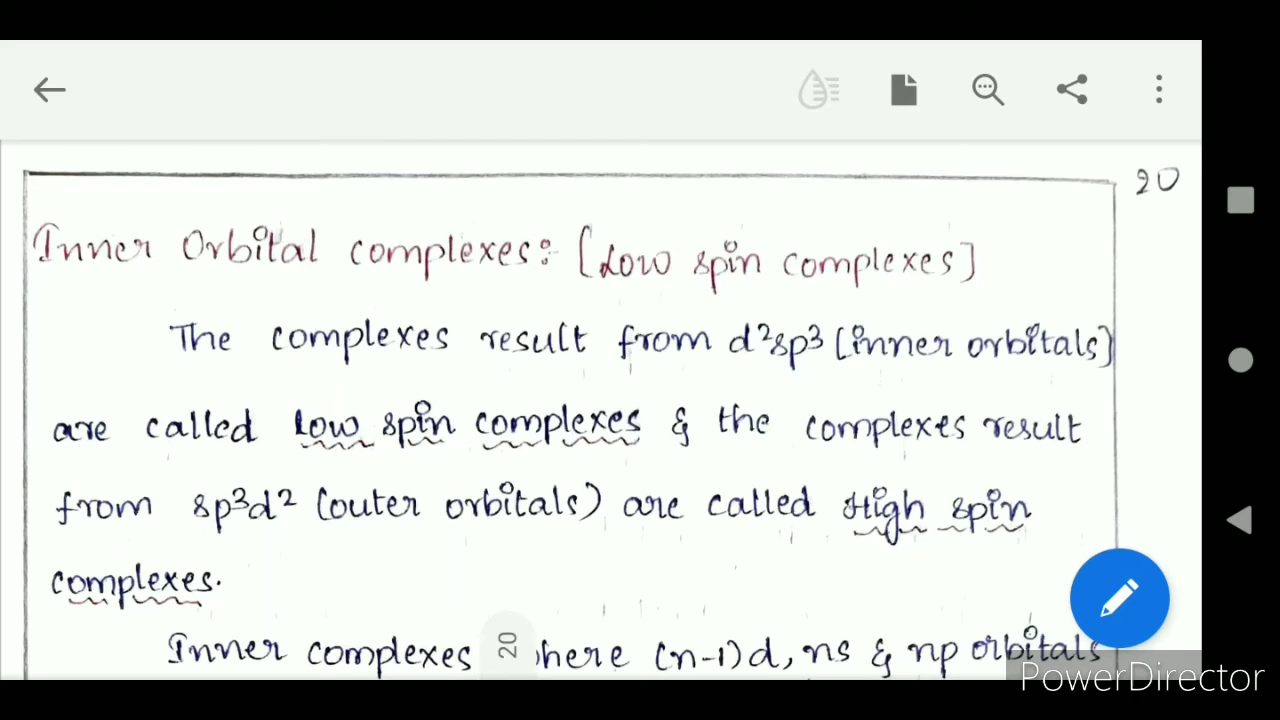 20
Inner Orbital complexes: [Low spin complexes]
The complexes result from d²sp³ (inner orbitals)
are called low spin complexes & the complexes result
from sp³d² (outer orbitals) are called High spin
complexes.
Inner complexes here (n-1)d, ns & np orbitals
20
PowerDirector